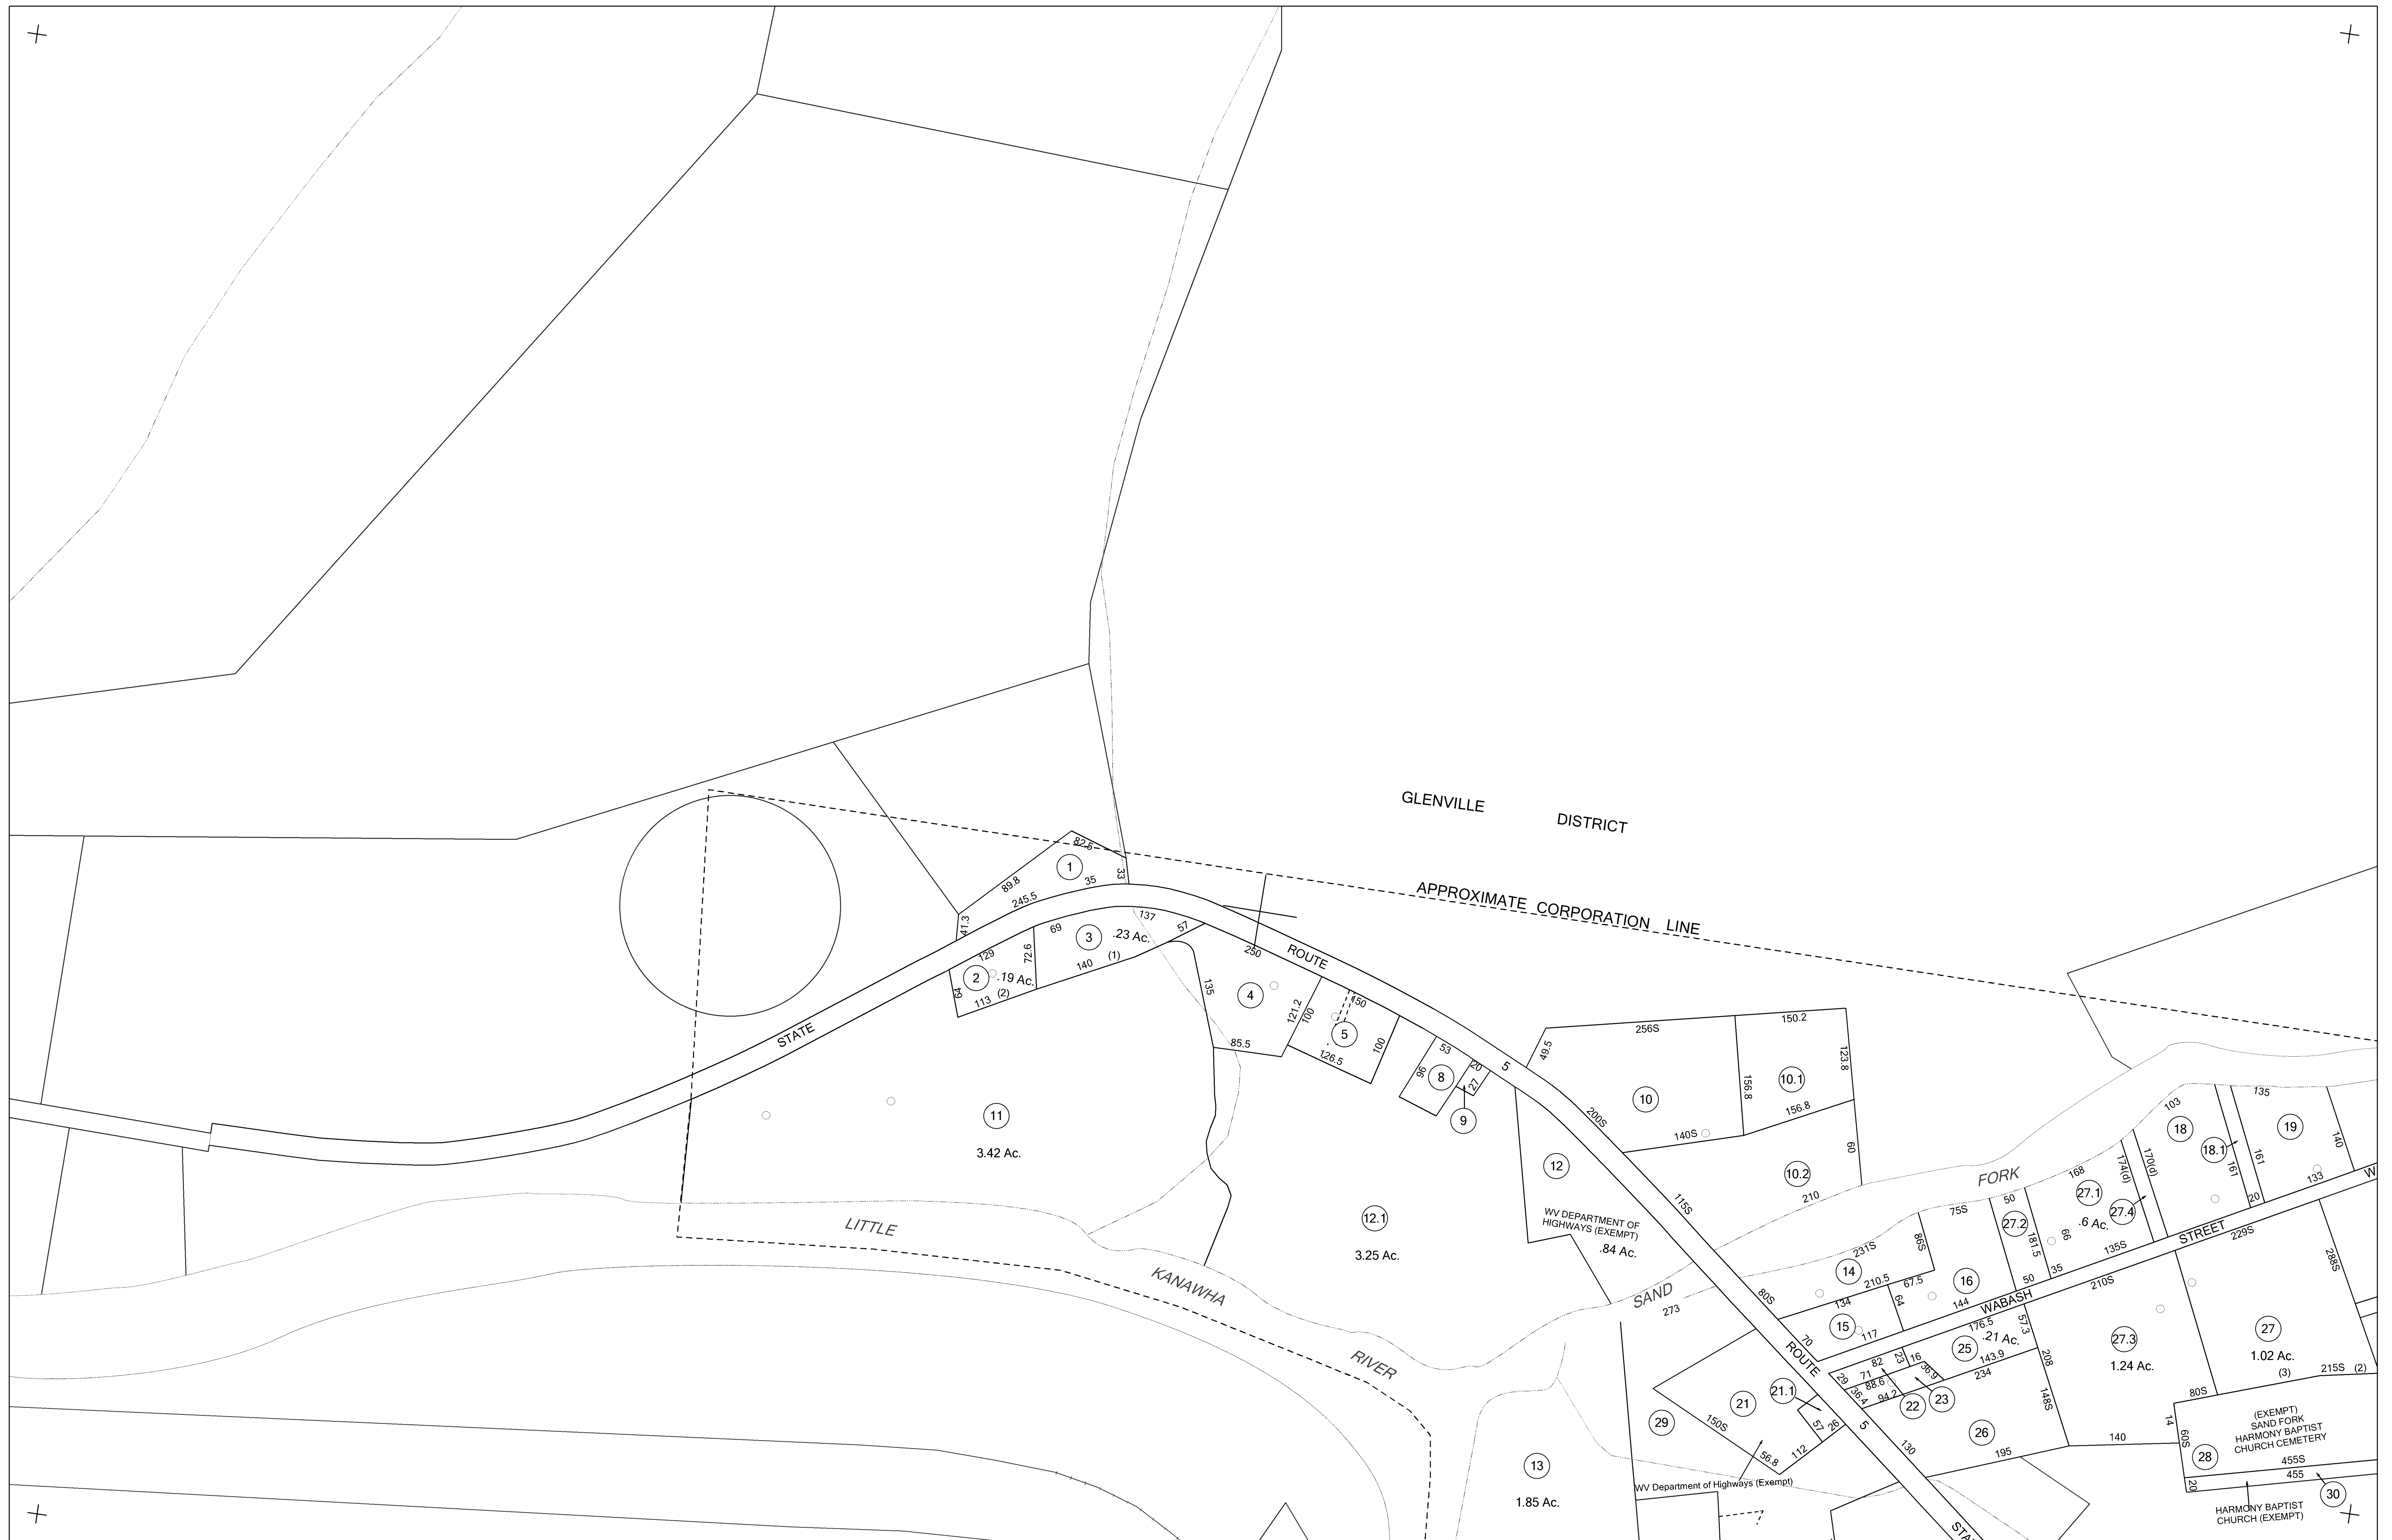 GLENVILLE DISTRICT
APPROXIMATE CORPORATION LINE
82.5
1
89.8
35
33
245.5
41.3
137
57
69
3
.23 Ac.
129
72.6
140
(1)
2
.19 Ac.
64
113
(2)
250
ROUTE
135
4
121.2
100
150
5
100
126.5
85.5
STATE
53
20
5
96
8
27
9
49.5
256S
150.2
123.8
156.8
10
10.1
156.8
200S
140S
60
10.2
210
115S
12
WV DEPARTMENT OF
HIGHWAYS (EXEMPT)
.84 Ac.
11
3.42 Ac.
12.1
3.25 Ac.
LITTLE
KANAWHA
RIVER
SAND
273
FORK
103
135
18
18.1
19
140
161
161
20
133
W
168
174(d)
170(d)
27.1
27.4
.6 Ac.
50
75S
27.2
181.5
66
135S
STREET
229S
288S
231S
86S
14
210.5
67.5
16
50
35
210S
80S
134
64
144
WABASH
70
15
117
176.5
57.3
25
.21 Ac.
27.3
1.24 Ac.
27
1.02 Ac.
(3)
215S
(2)
ROUTE
82
23
16
143.9
208
29
71
36.9
234
88.6
36.4
94.2
22
23
148S
80S
21.1
21
57
26
5
150S
29
56.8
112
130
26
195
140
14
60S
28
(EXEMPT)
SAND FORK
HARMONY BAPTIST
CHURCH CEMETERY
455S
455
20
30
HARMONY BAPTIST
CHURCH (EXEMPT)
13
1.85 Ac.
WV Department of Highways (Exempt)
STA